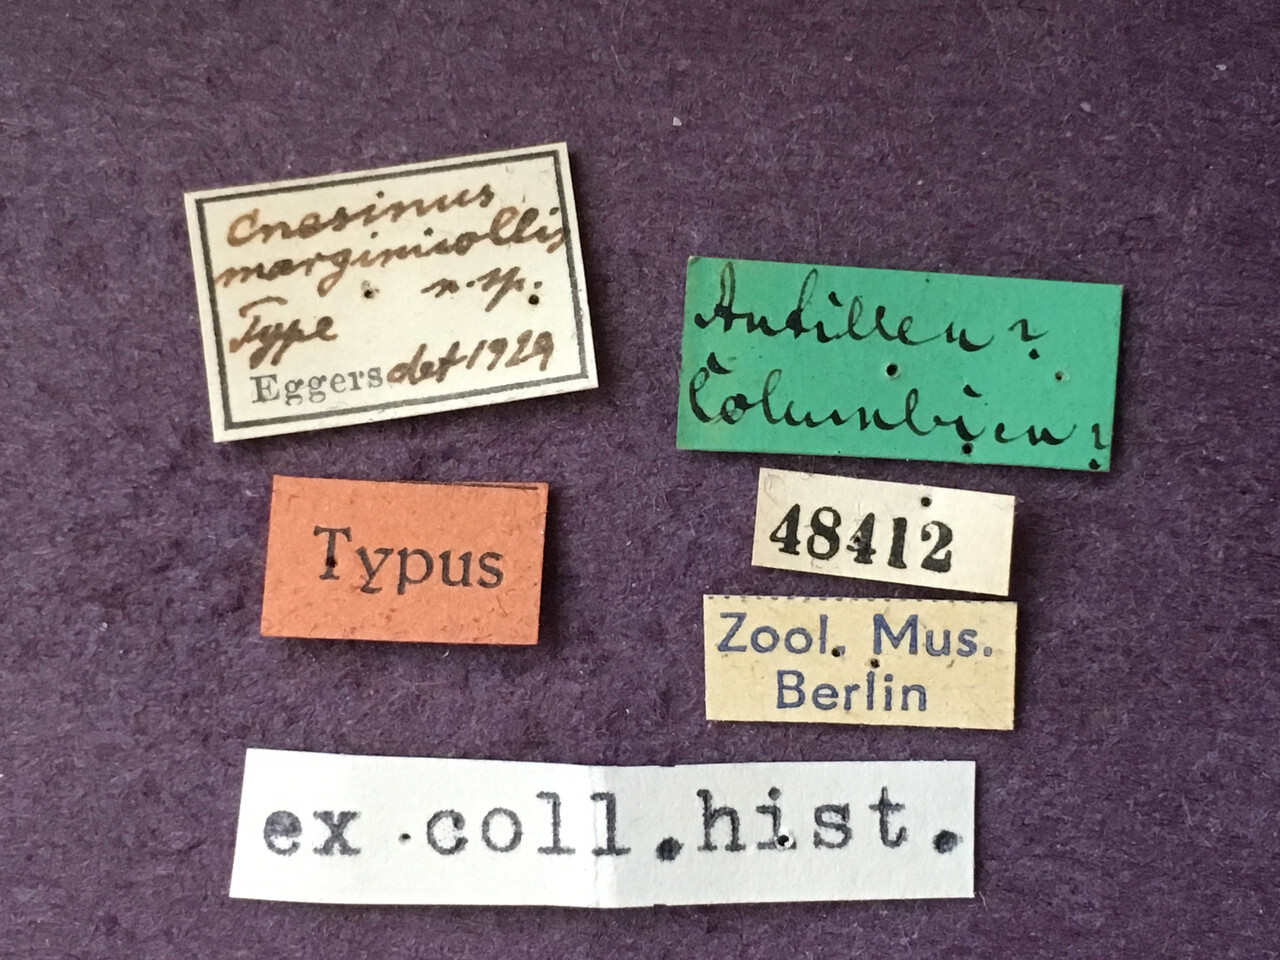 Cnesinus
marginicollis
n. sp.
Type
Eggers det 1929
Antillen?
Columbien?
Typus
48412
Zool. Mus.
Berlin
ex coll.hist.